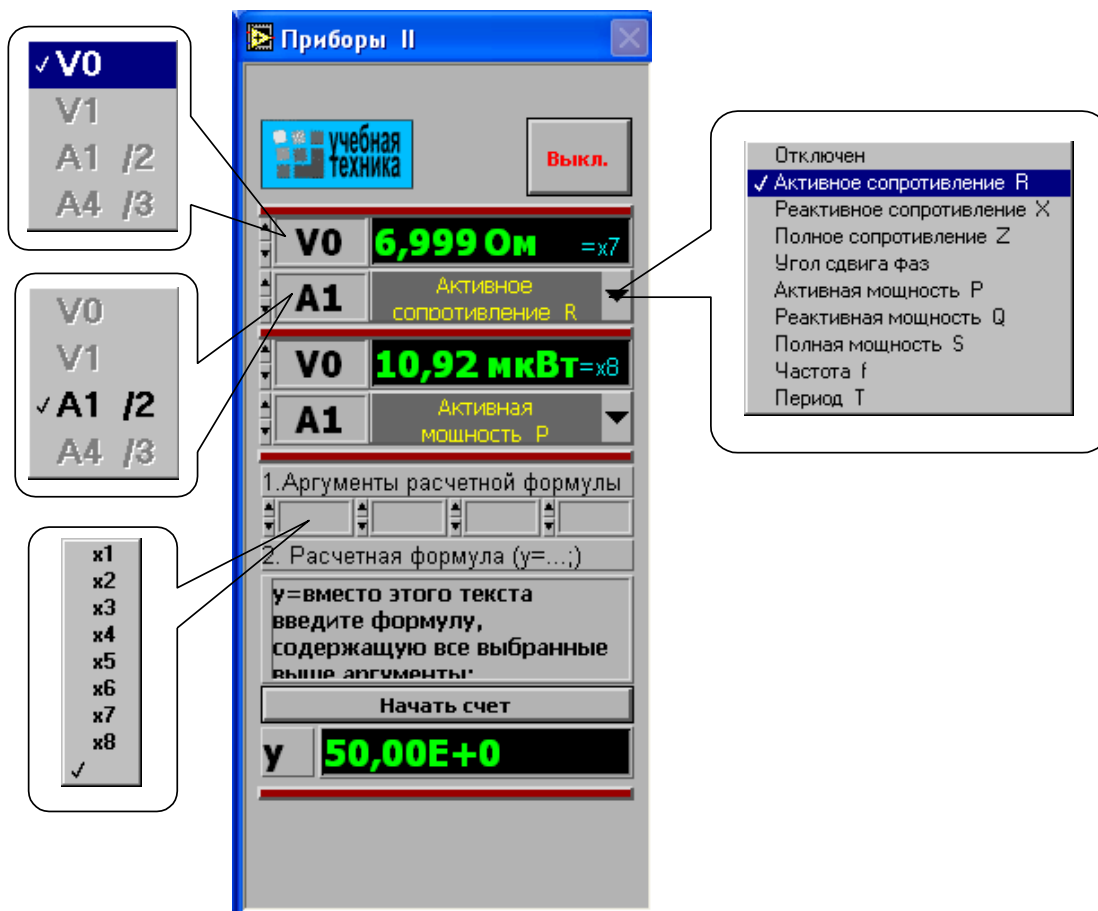 Приборы II
учебная
техника
Выкл.
V0 6,999 Ом =x7
A1 Активное
сопротивление R
V0 10,92 мкВт =x8
A1 Активная
мощность P
1.Аргументы расчетной формулы
2. Расчетная формула (y=...;)
y=вместо этого текста
введите формулу,
содержащую все выбранные
выше аргументы;
Начать счет
y 50,00E+0
✓ V0
V1
A1 /2
A4 /3
V0
V1
✓ A1 /2
A4 /3
x1
x2
x3
x4
x5
x6
x7
x8
✓
Отключен
✓ Активное сопротивление R
Реактивное сопротивление X
Полное сопротивление Z
Угол сдвига фаз
Активная мощность P
Реактивная мощность Q
Полная мощность S
Частота f
Период T